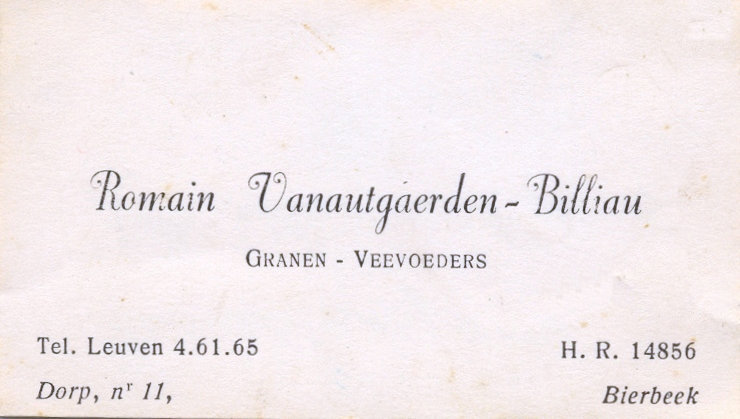 Romain Vanautgaerden - Billiau
GRANEN - VEEVOEDERS
Tel. Leuven 4.61.65
H. R. 14856
Dorp, nʳ 11,
Bierbeek